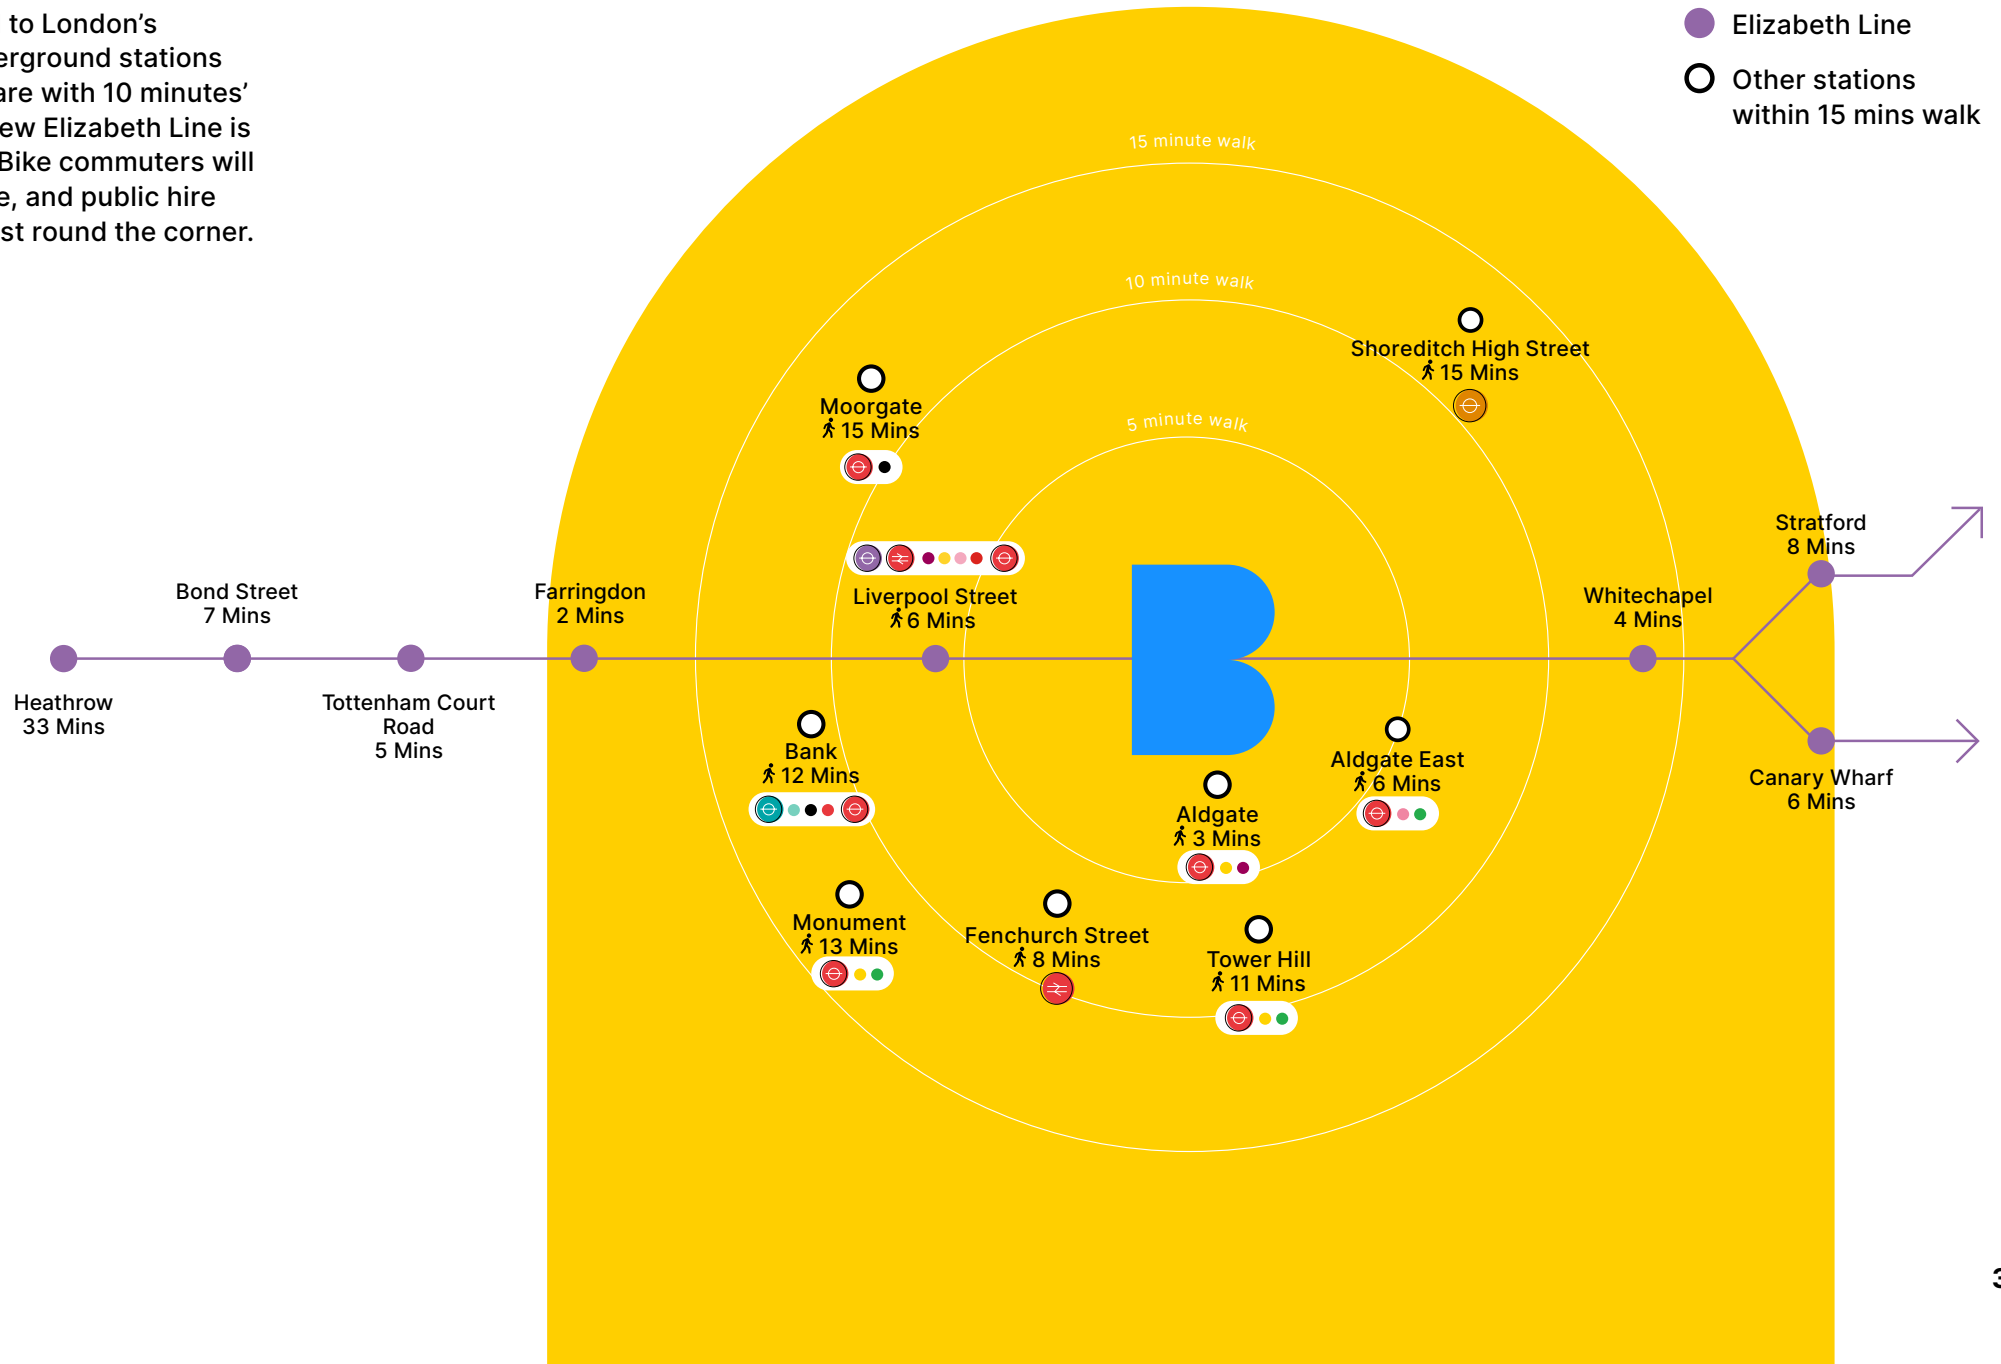 to London’s
erground stations
are with 10 minutes’
ew Elizabeth Line is
Bike commuters will
e, and public hire
st round the corner.
Elizabeth Line
Other stations
within 15 mins walk
15 minute walk
10 minute walk
5 minute walk
Shoreditch High Street
15 Mins
Moorgate
15 Mins
Liverpool Street
6 Mins
Stratford
8 Mins
Bond Street
7 Mins
Farringdon
2 Mins
Whitechapel
4 Mins
B
Heathrow
33 Mins
Tottenham Court
Road
5 Mins
Bank
12 Mins
Aldgate East
6 Mins
Canary Wharf
6 Mins
Aldgate
3 Mins
Monument
13 Mins
Fenchurch Street
8 Mins
Tower Hill
11 Mins
3